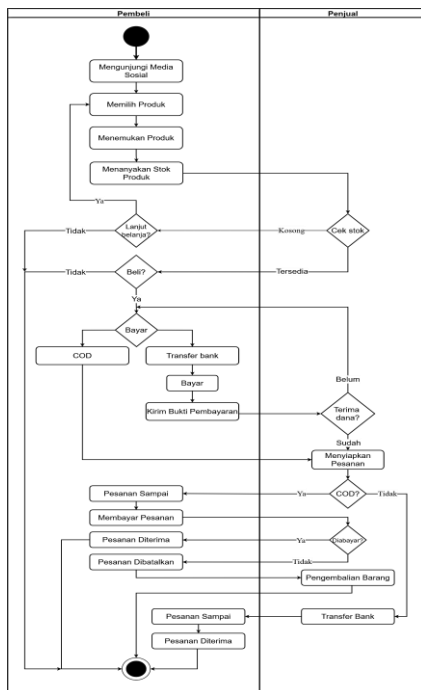 Pembeli
Penjual
Mengunjungi Media
Sosial
Memilih Produk
Menemukan Produk
Menanyakan Stok
Produk
Ya
Tidak
Lanjut
belanja?
Kosong
Cek stok
Tidak
Beli?
Tersedia
Ya
Bayar
COD
Transfer bank
Bayar
Belum
Kirim Bukti Pembayaran
Terima
dana?
Sudah
Menyiapkan
Pesanan
Pesanan Sampai
Ya
COD?
Tidak
Membayar Pesanan
Pesanan Diterima
Ya
Diabayar?
Tidak
Pesanan Dibatalkan
Pengembalian Barang
Pesanan Sampai
Transfer Bank
Pesanan Diterima